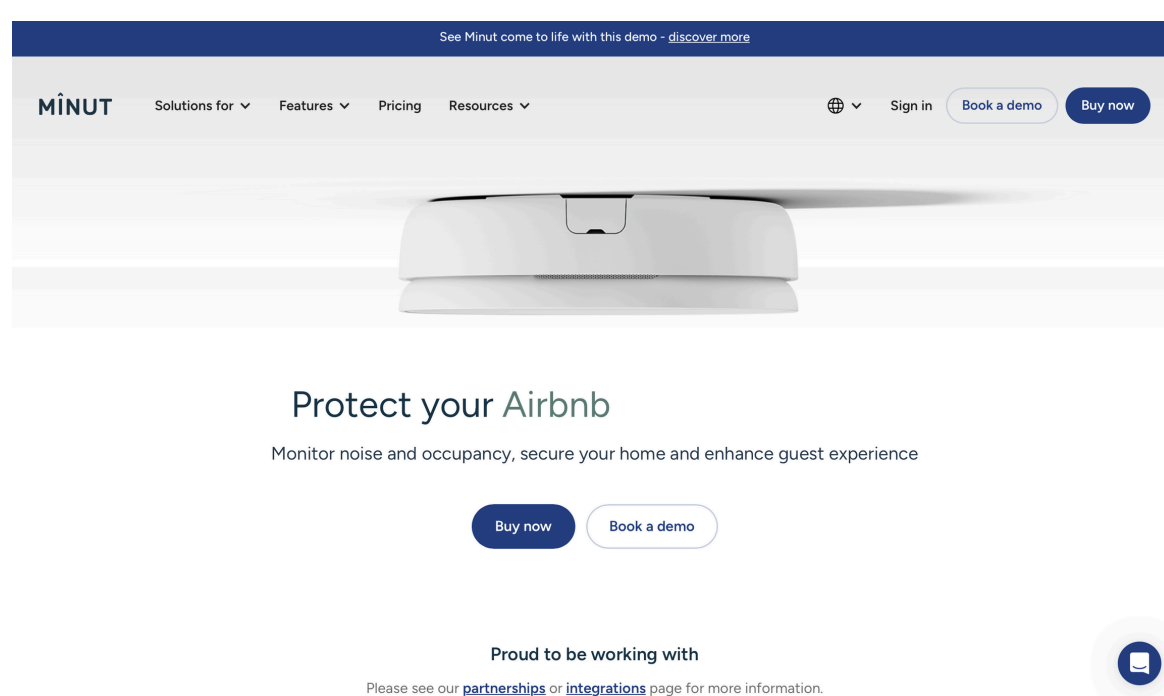 See Minut come to life with this demo - discover more
MÎNUT
Solutions for
Features
Pricing
Resources
Sign in
Book a demo
Buy now
Protect your Airbnb
Monitor noise and occupancy, secure your home and enhance guest experience
Buy now
Book a demo
Proud to be working with
Please see our partnerships or integrations page for more information.